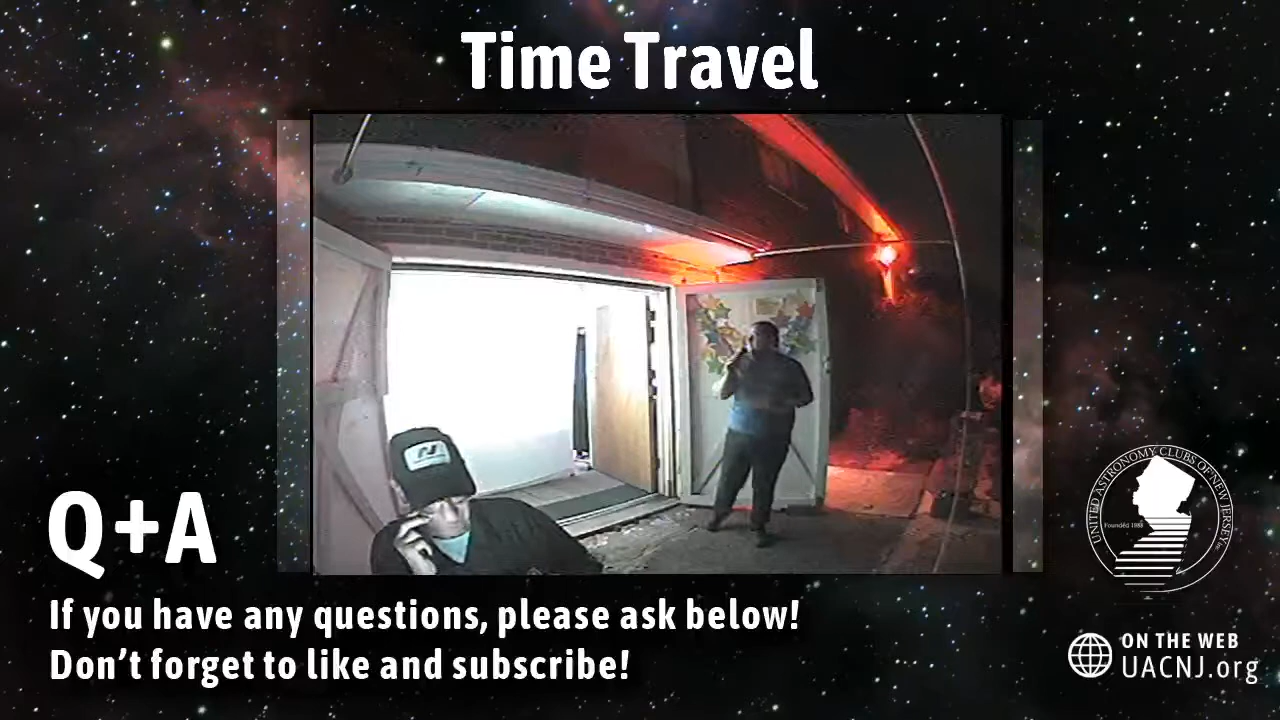 Time Travel
Q+A
If you have any questions, please ask below!
Don't forget to like and subscribe!
UNITED ASTRONOMY CLUBS OF NEW JERSEY
Founded 1988
ON THE WEB
UACNJ.org